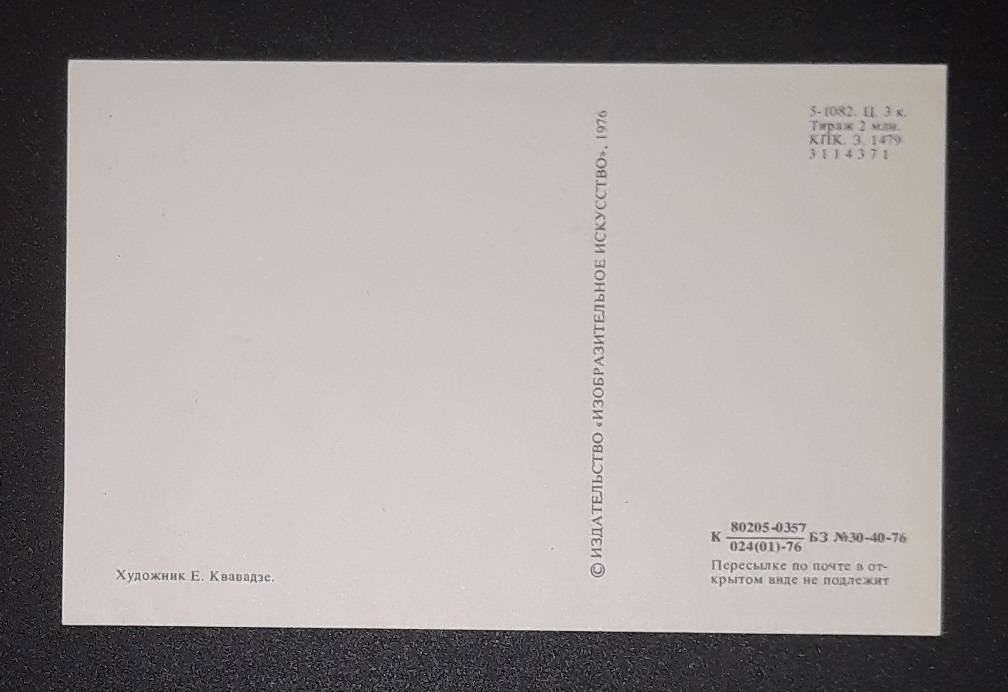 5-1082. Ц. 3 к.
Тираж 2 млн.
КПК. З. 1479
3114371
© ИЗДАТЕЛЬСТВО «ИЗОБРАЗИТЕЛЬНОЕ ИСКУССТВО», 1976
Художник Е. Квавадзе.
К 80205-0357 БЗ №30-40-76
024(01)-76
Пересылке по почте в от-
крытом виде не подлежит